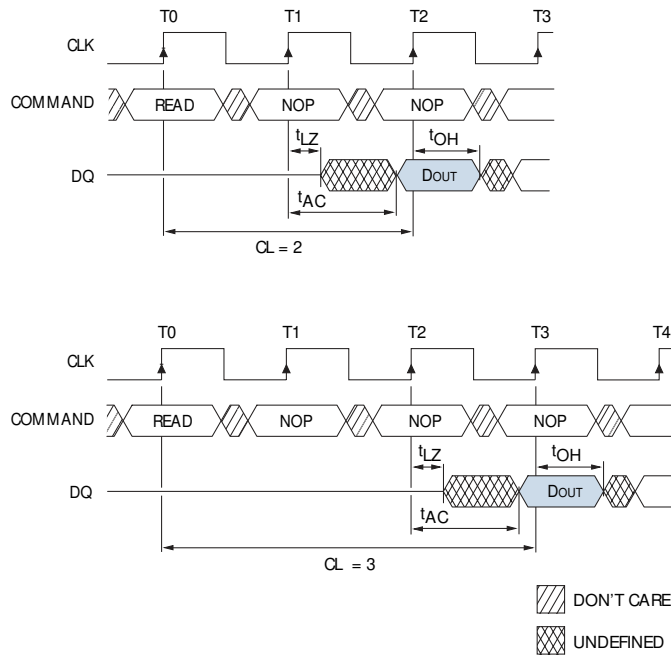 T0 T1 T2 T3
CLK
COMMAND READ NOP NOP
tLZ tOH
DQ DOUT
tAC
CL = 2
T0 T1 T2 T3 T4
CLK
COMMAND READ NOP NOP NOP
tLZ tOH
DQ DOUT
tAC
CL = 3
DON'T CARE
UNDEFINED